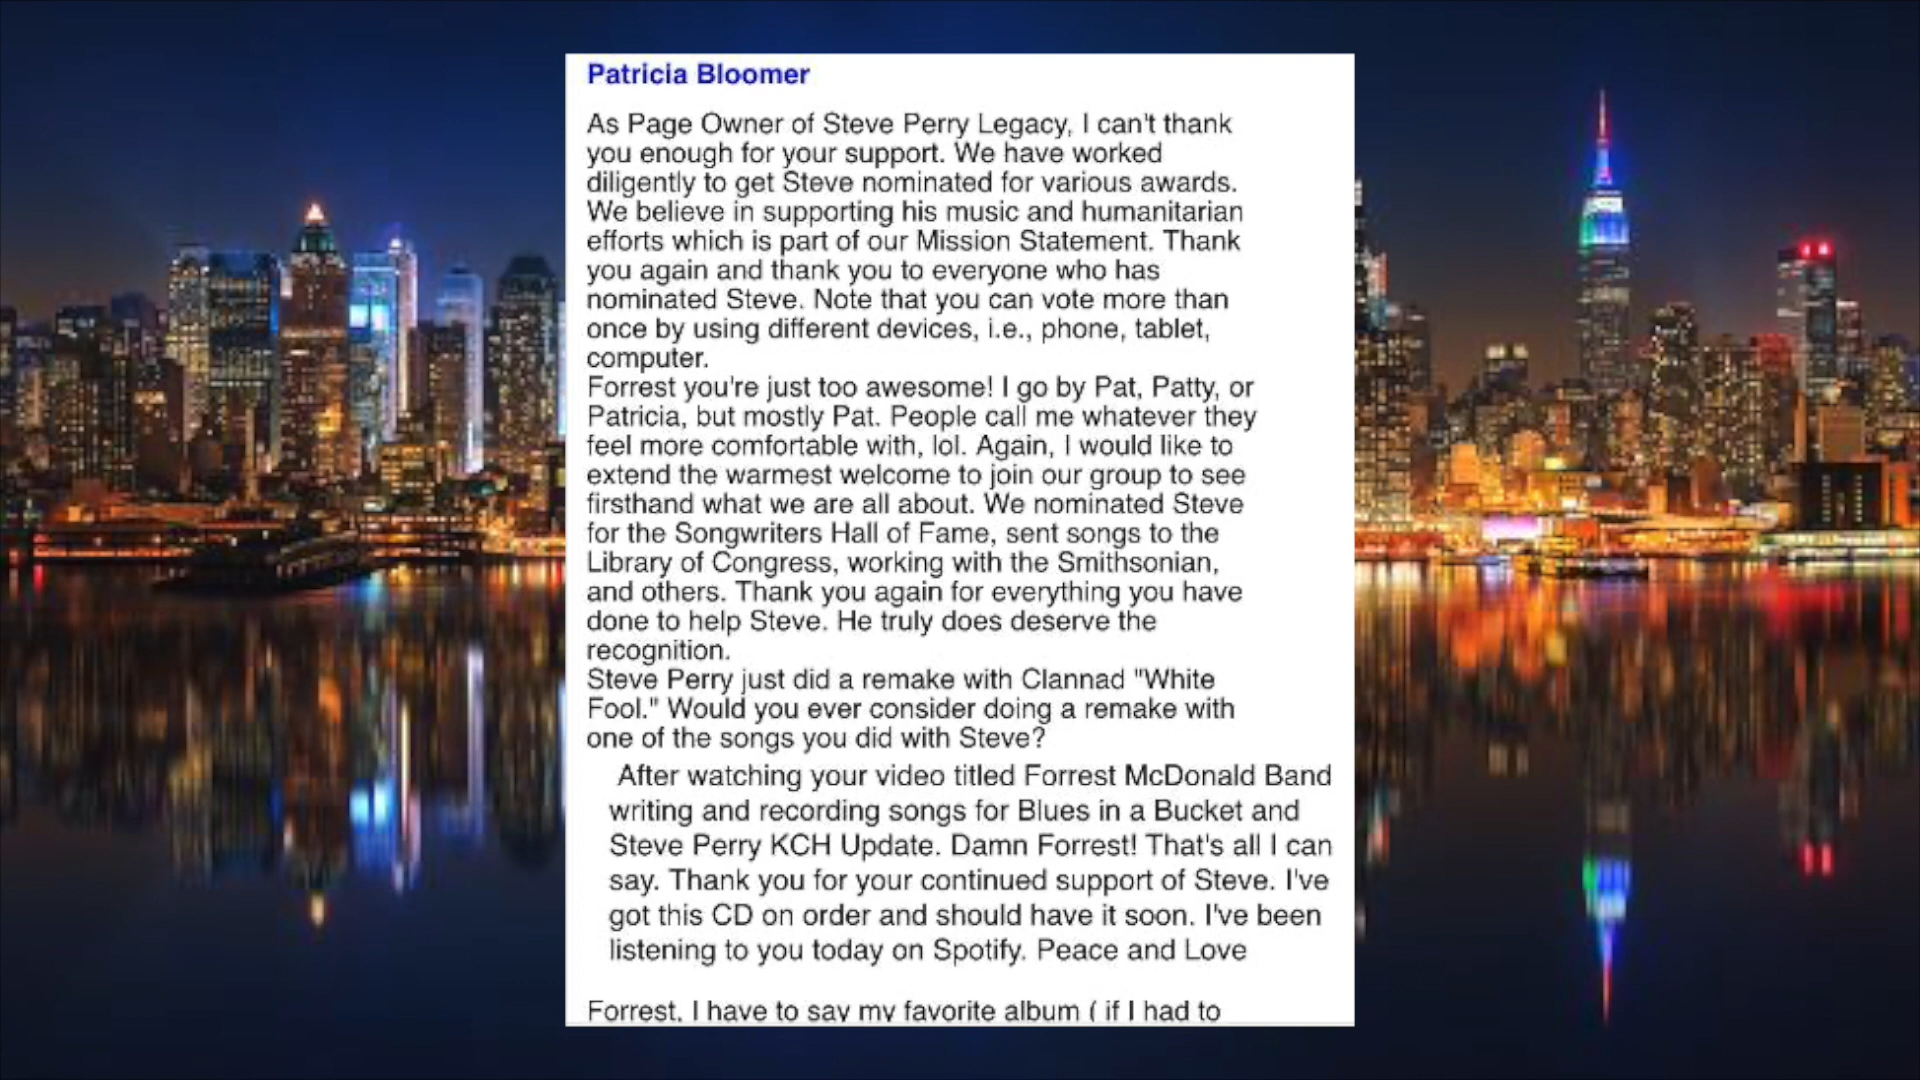 Patricia Bloomer
As Page Owner of Steve Perry Legacy, I can't thank
you enough for your support. We have worked
diligently to get Steve nominated for various awards.
We believe in supporting his music and humanitarian
efforts which is part of our Mission Statement. Thank
you again and thank you to everyone who has
nominated Steve. Note that you can vote more than
once by using different devices, i.e., phone, tablet,
computer.
Forrest you're just too awesome! I go by Pat, Patty, or
Patricia, but mostly Pat. People call me whatever they
feel more comfortable with, lol. Again, I would like to
extend the warmest welcome to join our group to see
firsthand what we are all about. We nominated Steve
for the Songwriters Hall of Fame, sent songs to the
Library of Congress, working with the Smithsonian,
and others. Thank you again for everything you have
done to help Steve. He truly does deserve the
recognition.
Steve Perry just did a remake with Clannad "White
Fool." Would you ever consider doing a remake with
one of the songs you did with Steve?
After watching your video titled Forrest McDonald Band
writing and recording songs for Blues in a Bucket and
Steve Perry KCH Update. Damn Forrest! That's all I can
say. Thank you for your continued support of Steve. I've
got this CD on order and should have it soon. I've been
listening to you today on Spotify. Peace and Love
Forrest, I have to say my favorite album ( if I had to